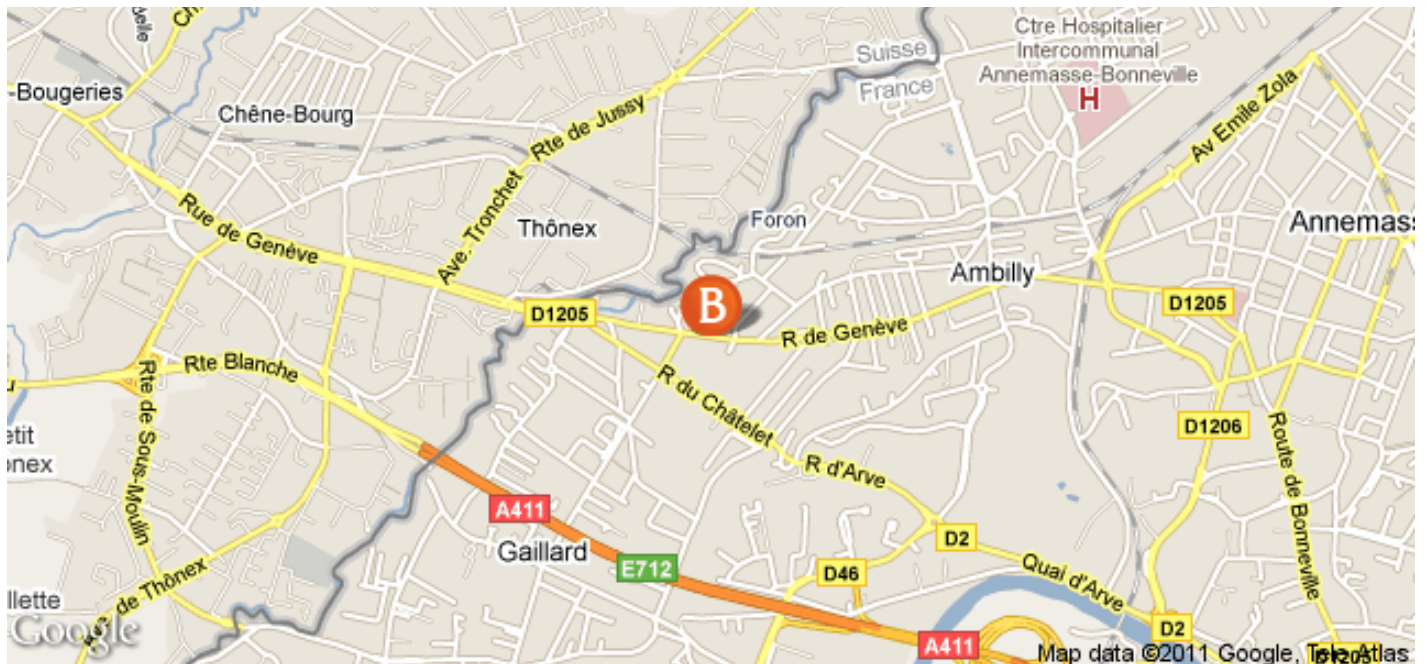 Ctre Hospitalier
Intercommunal
Annemasse-Bonneville
H
Suisse
France
Av Emile Zola
-Bougeries
Chêne-Bourg
Rte de Jussy
Ave. Tronchet
Rue de Genève
Thônex
Foron
Annemass
Ambilly
D1205
B
D1205
R de Genève
Rte Blanche
Rte de Sous-Moulin
R du Châtelet
D1206
Route de Bonneville
R d'Arve
A411
D2
Gaillard
E712
D46
Quai d'Arve
de Thônex
llette
Google
A411
D2
D1205
Map data ©2011 Google, Tele Atlas